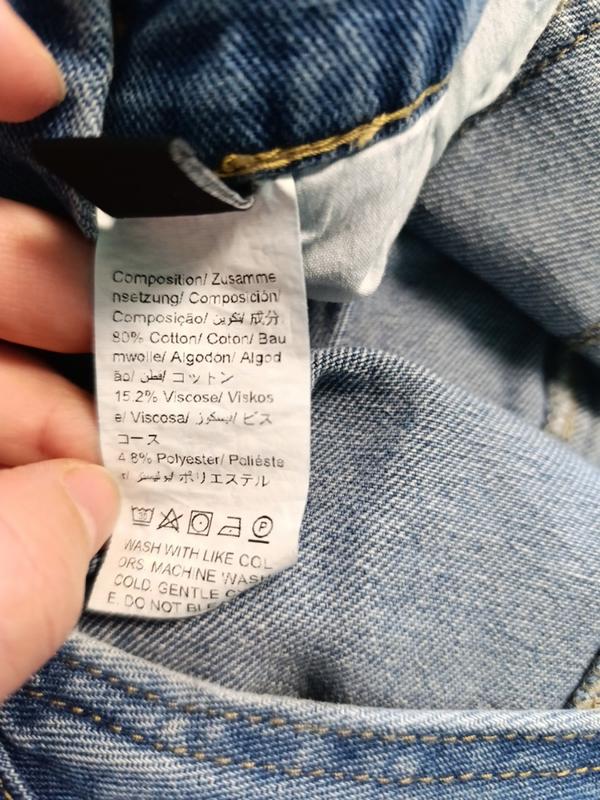 Composition/ Zusamme
nsetzung/ Composición/
Composição/ تكوين/ 成分
80% Cotton/ Coton/ Bau
mwolle/ Algodón/ Algod
ão/ قطن/ コットン
15.2% Viscose/ Viskos
e/ Viscosa/ فيسكوز/ ビス
コース
4.8% Polyester/ Poliéste
r/ بوليستر/ ポリエステル
P
WASH WITH LIKE COL
ORS. MACHINE WASH
COLD. GENTLE
E. DO NOT